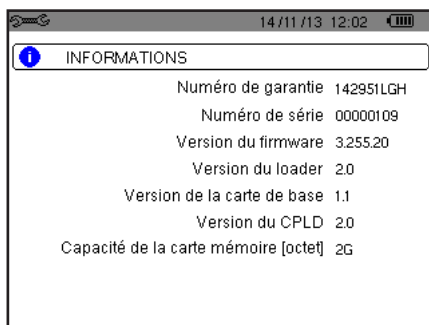 14/11/13 12:02
INFORMATIONS
Numéro de garantie 142951LGH
Numéro de série 00000109
Version du firmware 3.255.20
Version du loader 2.0
Version de la carte de base 1.1
Version du CPLD 2.0
Capacité de la carte mémoire [octet] 2G